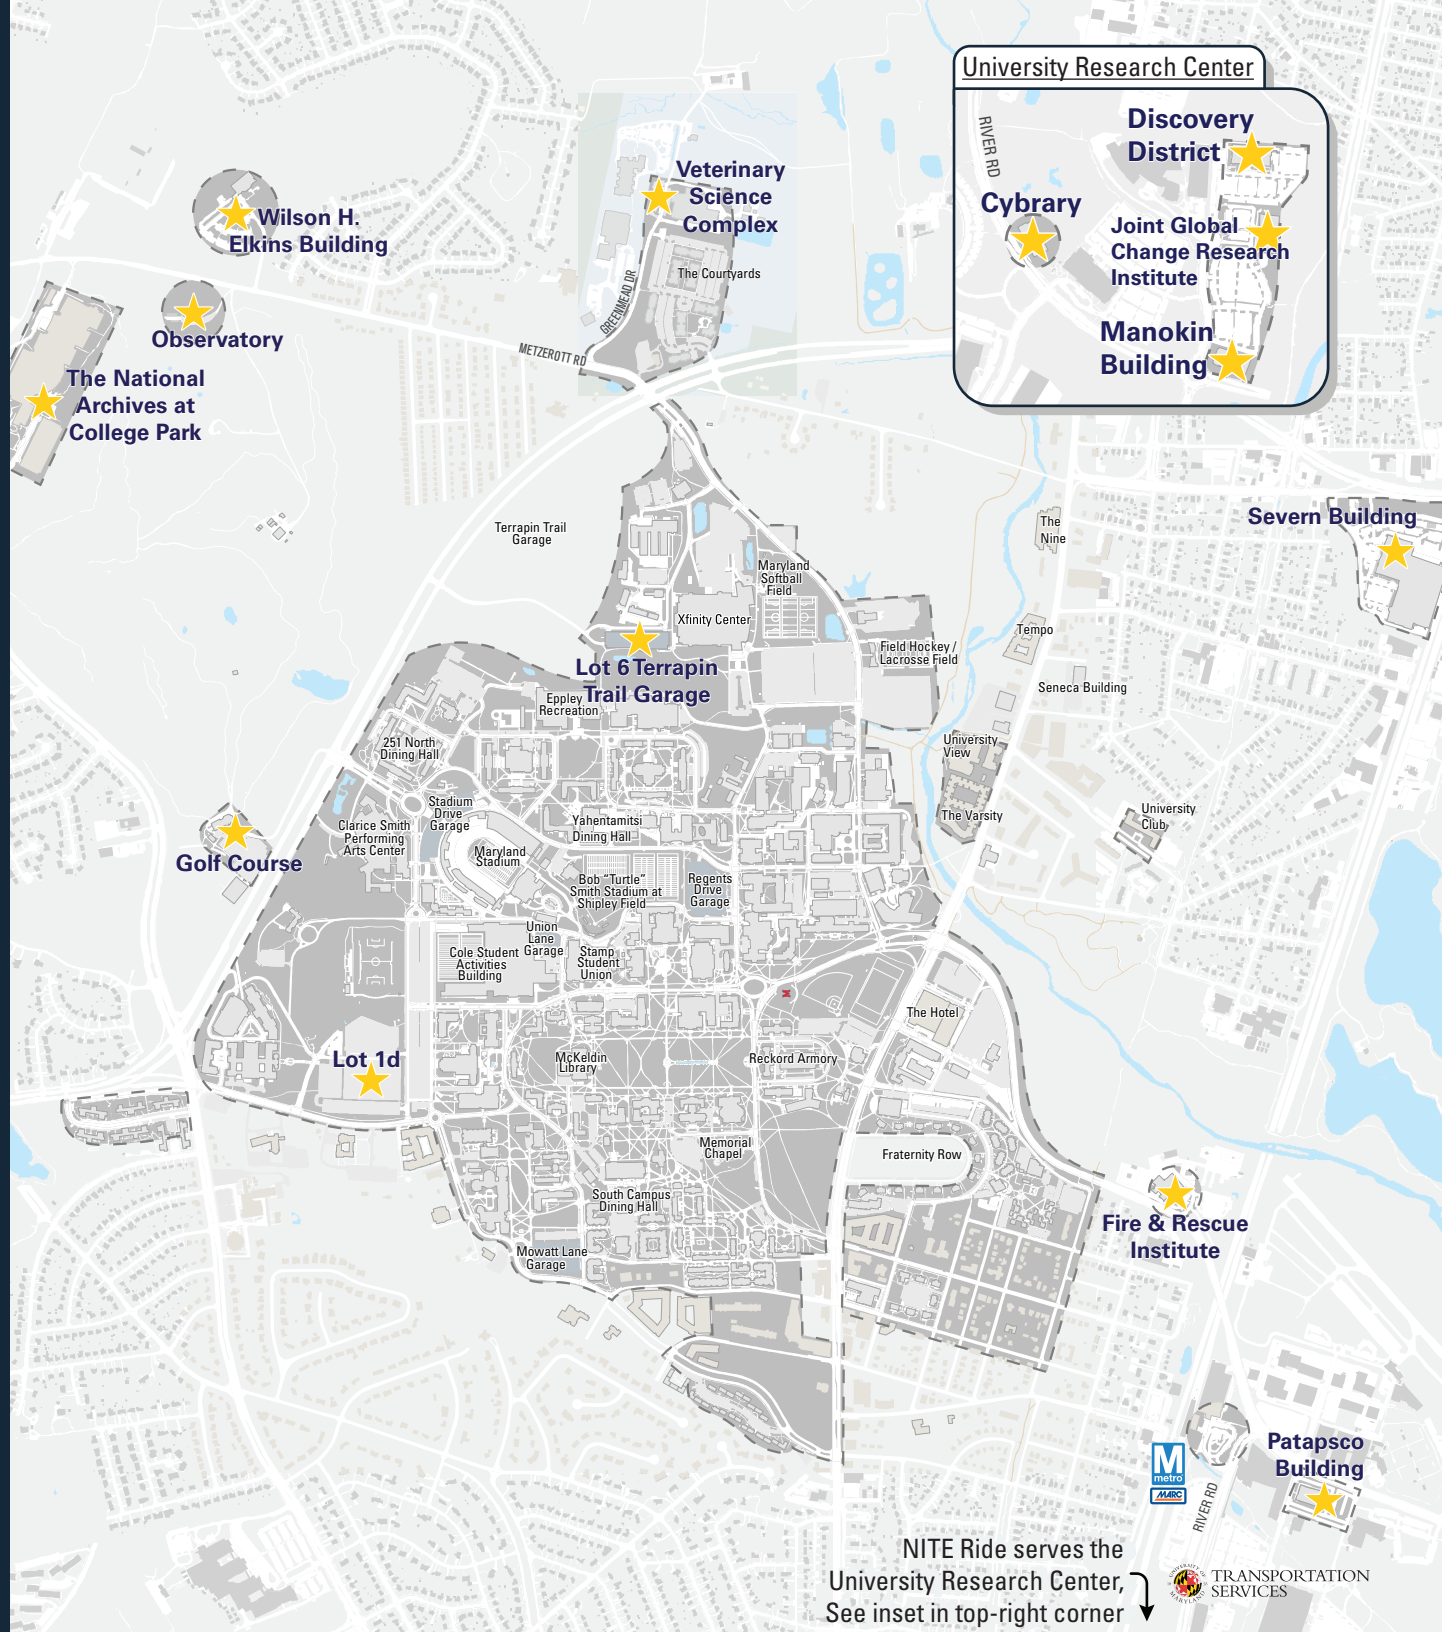 University Research Center
RIVER RD
Discovery
District
Cybrary
Joint Global
Change Research
Institute
Manokin
Building
Veterinary
Science
Complex
The Courtyards
GREENMEAD DR
METZEROTT RD
Wilson H.
Elkins Building
Observatory
The National
Archives at
College Park
Terrapin Trail
Garage
The
Nine
Severn Building
Maryland
Softball
Field
Xfinity Center
Tempo
Field Hockey /
Lacrosse Field
Lot 6 Terrapin
Trail Garage
Seneca Building
Eppley
Recreation
251 North
Dining Hall
University
View
Stadium
Drive
Garage
The Varsity
University
Club
Clarice Smith
Performing
Arts Center
Yahentamitsi
Dining Hall
Maryland
Stadium
Golf Course
Bob “Turtle”
Smith Stadium at
Shipley Field
Regents
Drive
Garage
Union
Lane
Garage
Cole Student
Activities
Building
Stamp
Student
Union
M
The Hotel
Lot 1d
McKeldin
Library
Reckord Armory
Memorial
Chapel
Fraternity Row
South Campus
Dining Hall
Fire & Rescue
Institute
Mowatt Lane
Garage
Patapsco
Building
M
metro
MARC
RIVER RD
NITE Ride serves the
University Research Center,
See inset in top-right corner
UNIVERSITY OF
MARYLAND
TRANSPORTATION
SERVICES